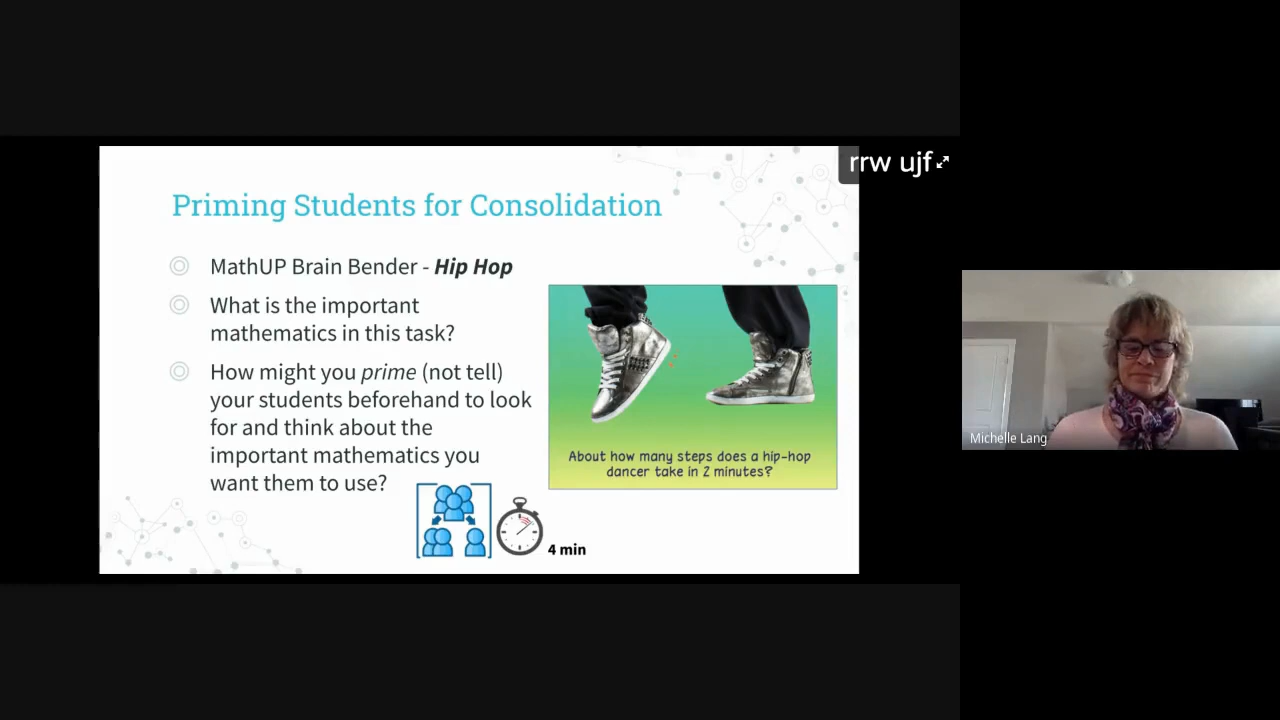 rrw ujf
Priming Students for Consolidation
MathUP Brain Bender - Hip Hop
What is the important
mathematics in this task?
How might you prime (not tell)
your students beforehand to look
for and think about the
important mathematics you
want them to use?
About how many steps does a hip-hop
dancer take in 2 minutes?
4 min
Michelle Lang